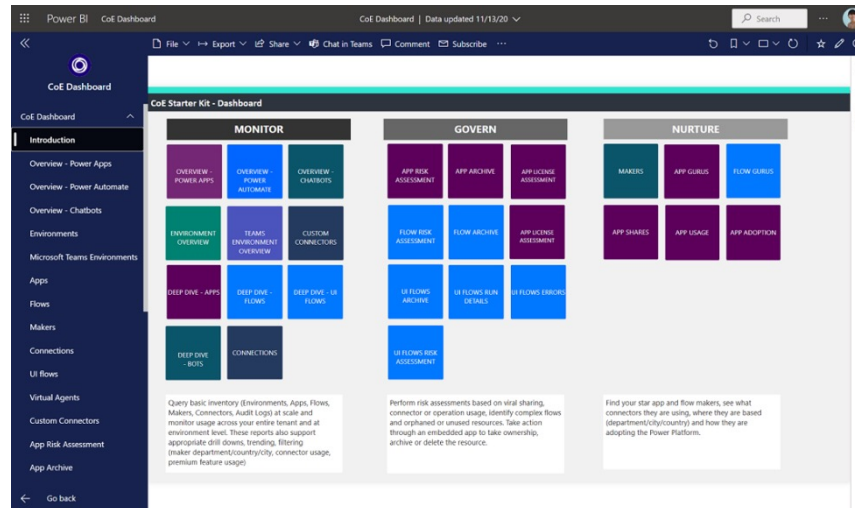 Power BI CoE Dashboard
CoE Dashboard | Data updated 11/13/20
Search
File
Export
Share
Chat in Teams
Comment
Subscribe
CoE Dashboard
CoE Dashboard
Introduction
Overview - Power Apps
Overview - Power Automate
Overview - Chatbots
Environments
Microsoft Teams Environments
Apps
Flows
Makers
Connections
UI flows
Virtual Agents
Custom Connectors
App Risk Assessment
App Archive
Go back
CoE Starter Kit - Dashboard
MONITOR
OVERVIEW -
POWER APPS
OVERVIEW -
POWER
AUTOMATE
OVERVIEW -
CHATBOTS
ENVIRONMENT
OVERVIEW
TEAMS
ENVIRONMENT
OVERVIEW
CUSTOM
CONNECTORS
DEEP DIVE - APPS
DEEP DIVE -
FLOWS
DEEP DIVE - UI
FLOWS
DEEP DIVE
- BOTS
CONNECTIONS
Query basic inventory (Environments, Apps, Flows,
Makers, Connectors, Audit Logs) at scale and
monitor usage across your entire tenant and at
environment level. These reports also support
appropriate drill downs, trending, filtering
(maker department/country/city, connector usage,
premium feature usage)
GOVERN
APP RISK
ASSESSMENT
APP ARCHIVE
APP LICENSE
ASSESSMENT
FLOW RISK
ASSESSMENT
FLOW ARCHIVE
APP LICENSE
ASSESSMENT
UI FLOWS
ARCHIVE
UI FLOWS RUN
DETAILS
UI FLOWS ERRORS
UI FLOWS RISK
ASSESSMENT
Perform risk assessments based on viral sharing,
connector or operation usage, identify complex flows
and orphaned or unused resources. Take action
through an embedded app to take ownership,
archive or delete the resource.
NURTURE
MAKERS
APP GURUS
FLOW GURUS
APP SHARES
APP USAGE
APP ADOPTION
Find your star app and flow makers, see what
connectors they are using, where they are based
(department/city/country) and how they are
adopting the Power Platform.